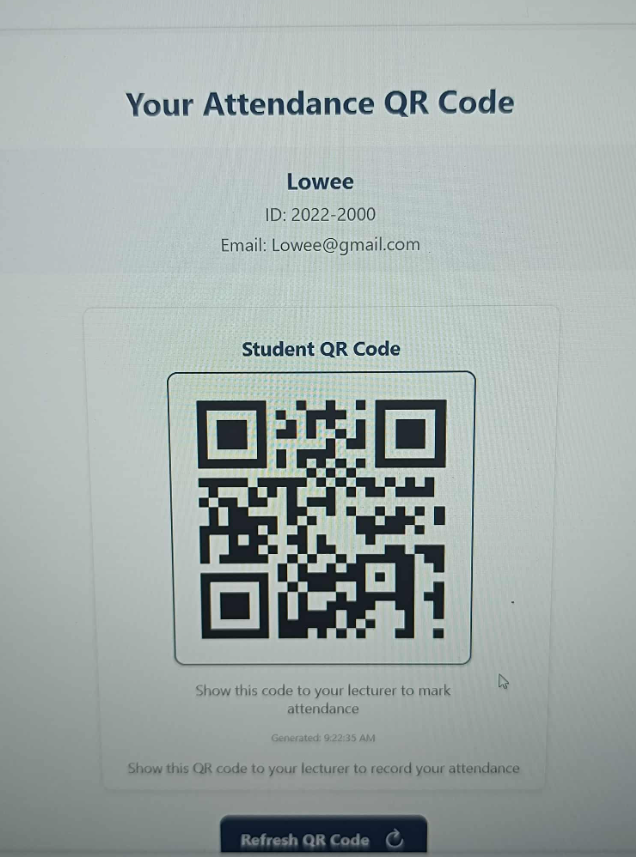 Your Attendance QR Code
Lowee
ID: 2022-2000
Email: Lowee@gmail.com
Student QR Code
Show this code to your lecturer to mark
attendance
Generated: 9:22:35 AM
Show this QR code to your lecturer to record your attendance
Refresh QR Code